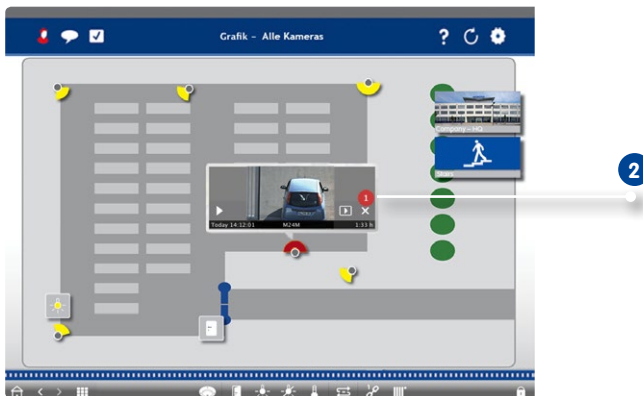 Grafik – Alle Kameras
?
Company – HQ
Stairs
1
Today 14:12:01 M24M 1:33 h
2